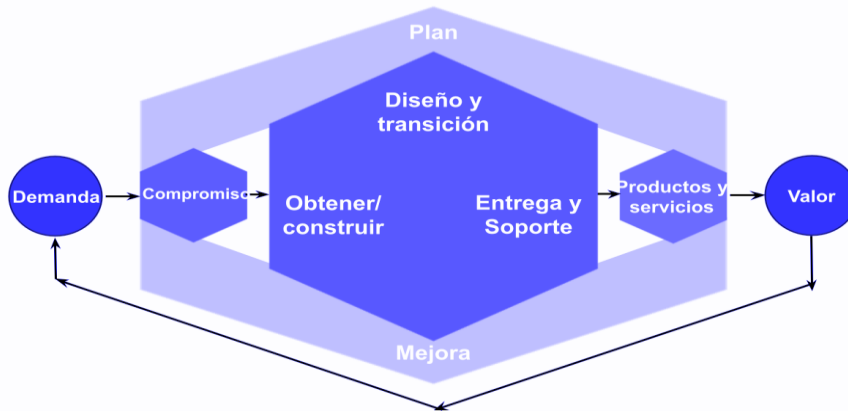 Plan
Diseño y
transición
Demanda
Compromiso
Obtener/
construir
Entrega y
Soporte
Productos y
servicios
Valor
Mejora